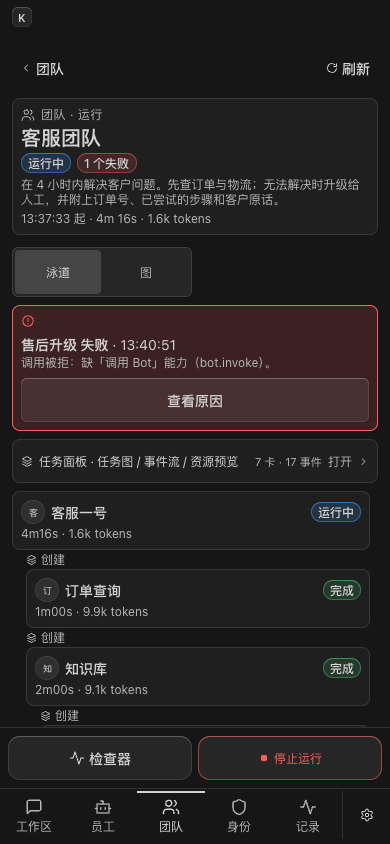 K
团队
刷新
团队 · 运行
客服团队
运行中
1 个失败
在 4 小时内解决客户问题。先查订单与物流；无法解决时升级给
人工，并附上订单号、已尝试的步骤和客户原话。
13:37:33 起 · 4m 16s · 1.6k tokens
泳道
图
售后升级 失败 · 13:40:51
调用被拒：缺「调用 Bot」能力（bot.invoke）。
查看原因
任务面板 · 任务图 / 事件流 / 资源预览
7 卡 · 17 事件
打开
客
客服一号
运行中
4m16s · 1.6k tokens
创建
订
订单查询
完成
1m00s · 9.9k tokens
创建
知
知识库
完成
2m00s · 9.1k tokens
创建
检查器
停止运行
工作区
员工
团队
身份
记录